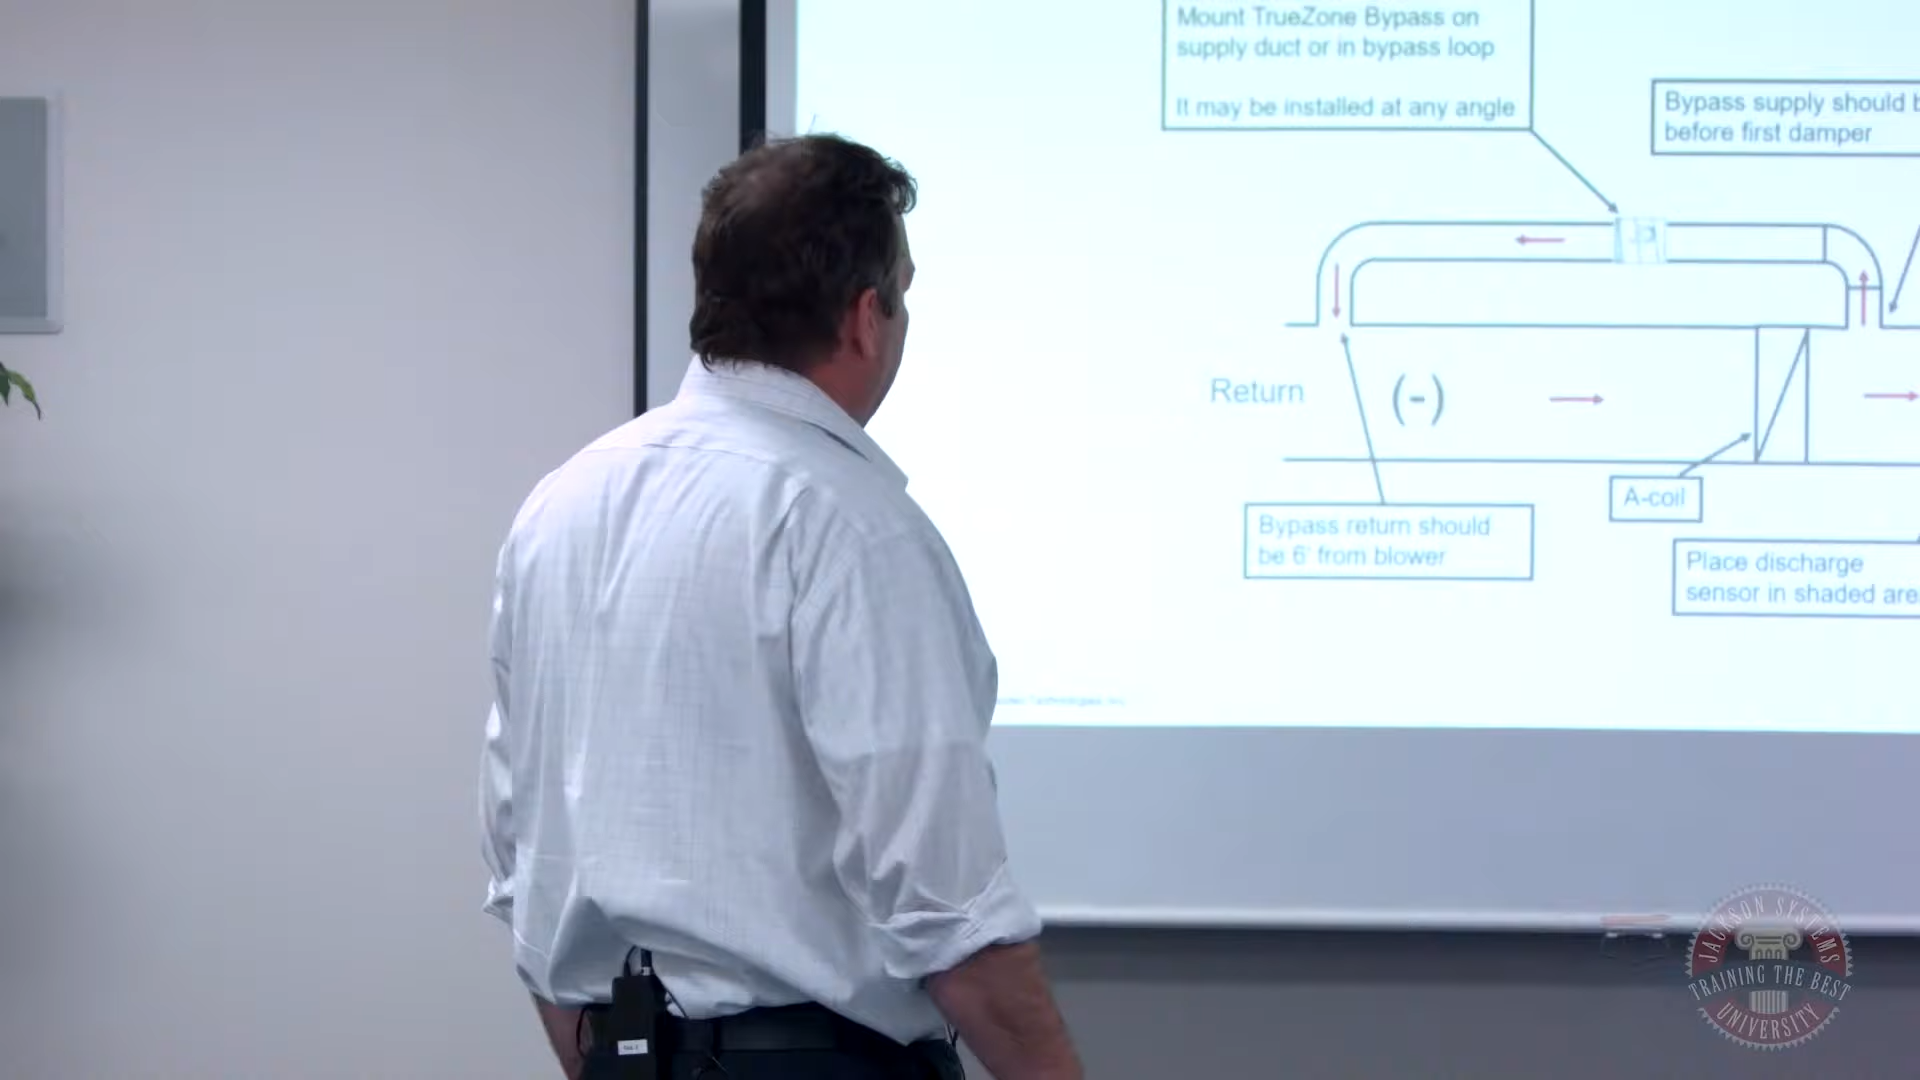 Mount TrueZone Bypass on
supply duct or in bypass loop
It may be installed at any angle
Bypass supply should b
before first damper
Return
(-)
A-coil
Bypass return should
be 6' from blower
Place discharge
sensor in shaded are
JACKSON SYSTEMS
TRAINING THE BEST
UNIVERSITY